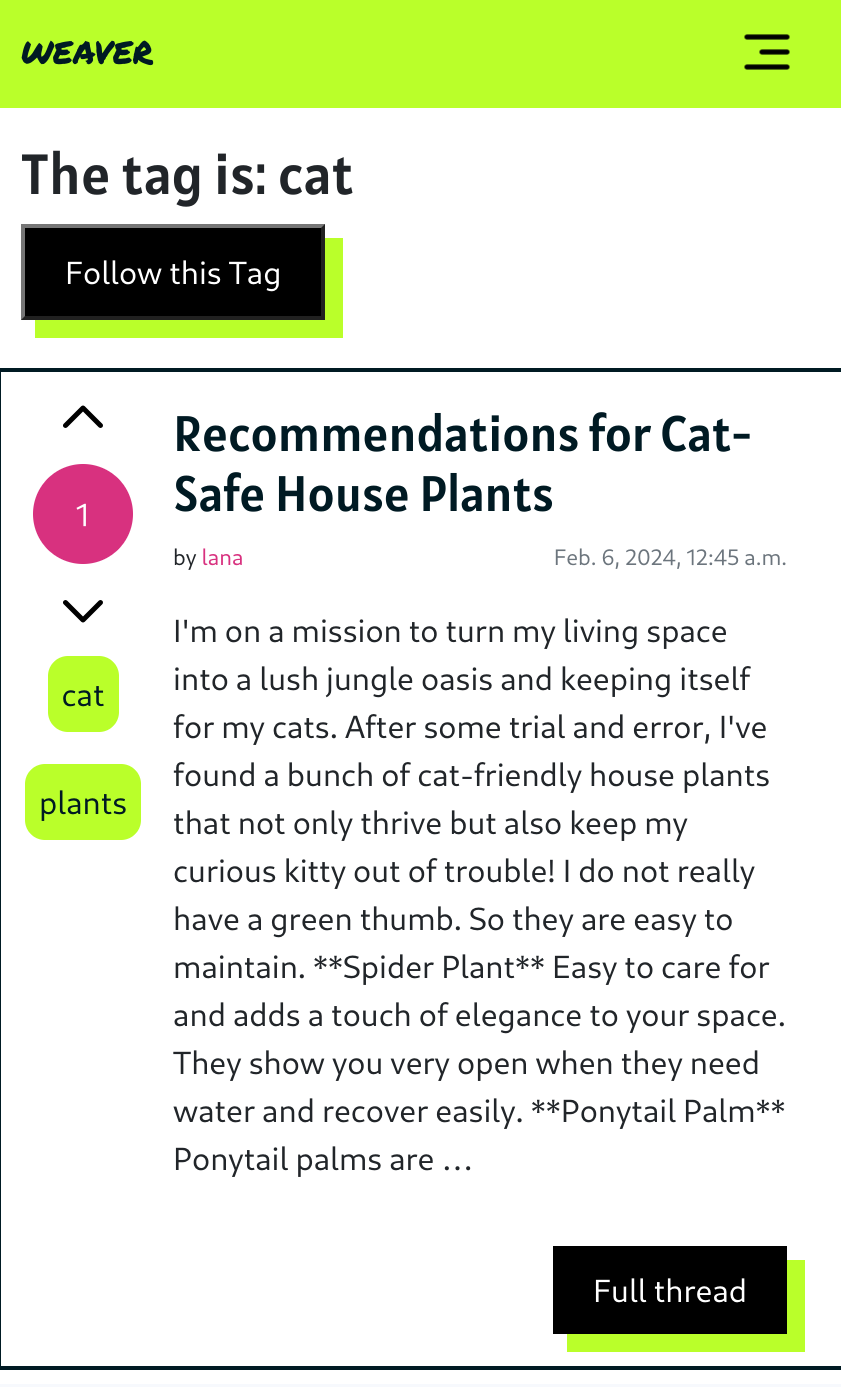 WEAVER
The tag is: cat
Follow this Tag
Recommendations for Cat-
Safe House Plants
1
by lana
Feb. 6, 2024, 12:45 a.m.
cat
plants
I'm on a mission to turn my living space
into a lush jungle oasis and keeping itself
for my cats. After some trial and error, I've
found a bunch of cat-friendly house plants
that not only thrive but also keep my
curious kitty out of trouble! I do not really
have a green thumb. So they are easy to
maintain. **Spider Plant** Easy to care for
and adds a touch of elegance to your space.
They show you very open when they need
water and recover easily. **Ponytail Palm**
Ponytail palms are …
Full thread